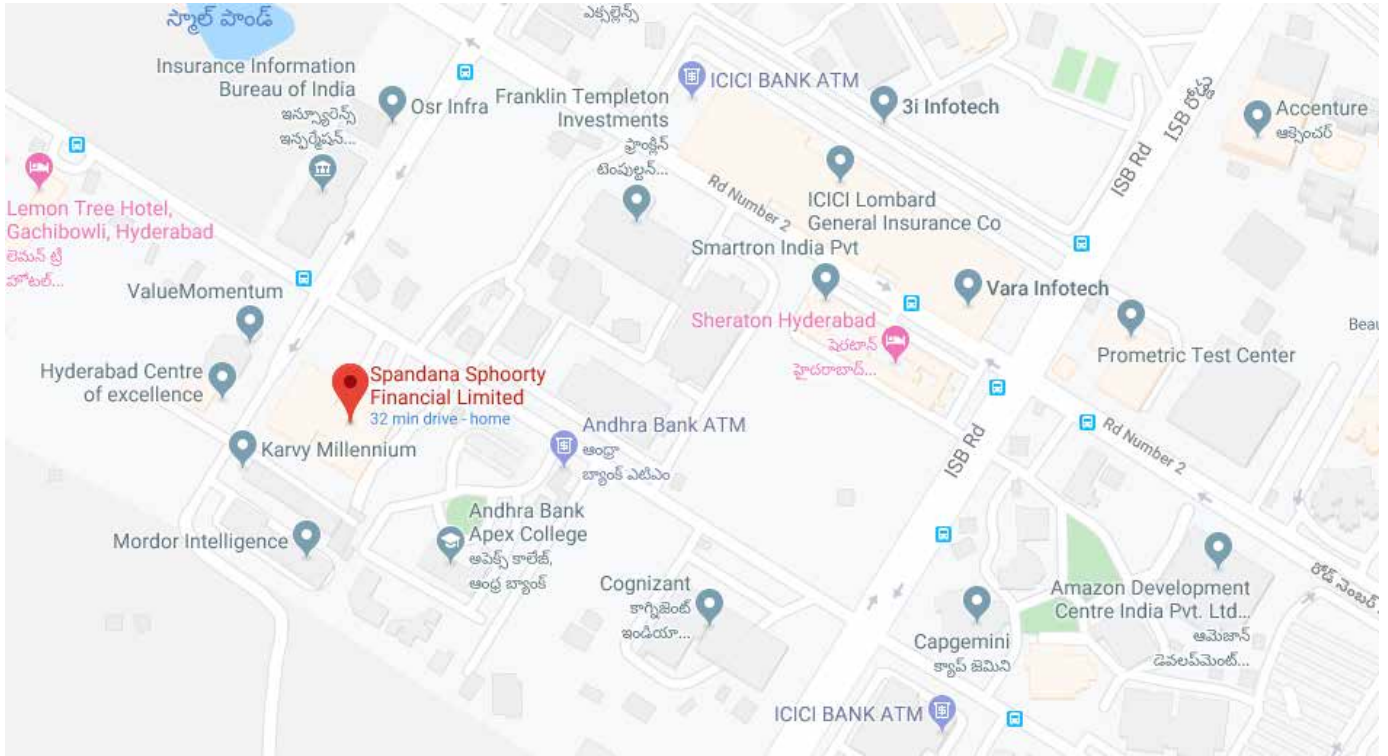 స్మాల్ పాండ్
ఎక్సలెన్స్
Insurance Information
Bureau of India
ఇన్సూరెన్స్
ఇన్ఫర్మేషన్...
Osr Infra
Franklin Templeton
Investments
ఫ్రాంక్లిన్
టెంపుల్టన్...
ICICI BANK ATM
3i Infotech
ISB Rd
ISB రోడ్డు
Accenture
ఆక్సెంచర్
Lemon Tree Hotel,
Gachibowli, Hyderabad
లెమన్ ట్రీ
హోటల్...
Rd Number 2
ICICI Lombard
General Insurance Co
Smartron India Pvt
ValueMomentum
Vara Infotech
Sheraton Hyderabad
షెరటాన్
హైదరాబాద్...
Prometric Test Center
Beau
Hyderabad Centre
of excellence
Spandana Sphoorty
Financial Limited
32 min drive - home
Karvy Millennium
Andhra Bank ATM
ఆంధ్రా
బ్యాంక్ ఎటిఎం
ISB Rd
Rd Number 2
Mordor Intelligence
Andhra Bank
Apex College
అపెక్స్ కాలేజ్,
ఆంధ్ర బ్యాంక్
Cognizant
కాగ్నిజెంట్
ఇండియా...
Capgemini
క్యాప్ జెమిని
Amazon Development
Centre India Pvt. Ltd...
ఆమెజాన్
డెవలప్‌మెంట్...
రోడ్ నెంబర్
ICICI BANK ATM